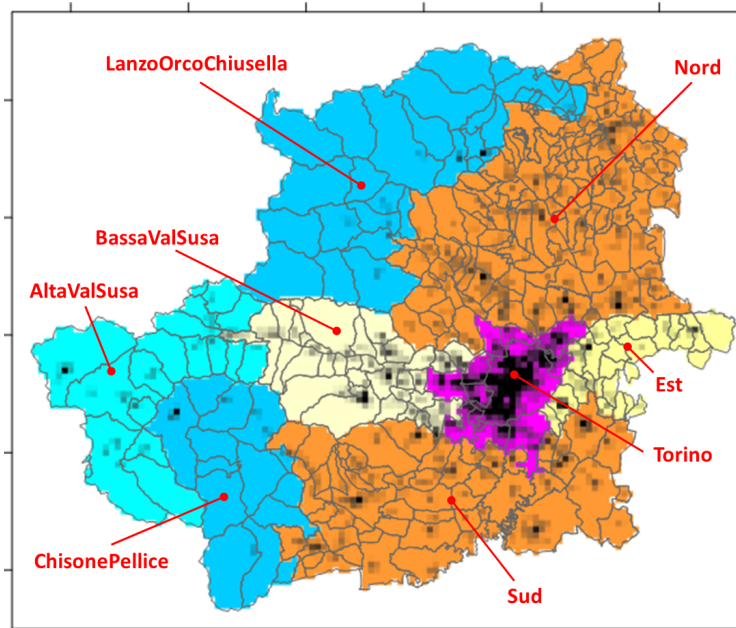 LanzoOrcoChiusella
Nord
BassaValSusa
AltaValSusa
Est
Torino
ChisonePellice
Sud